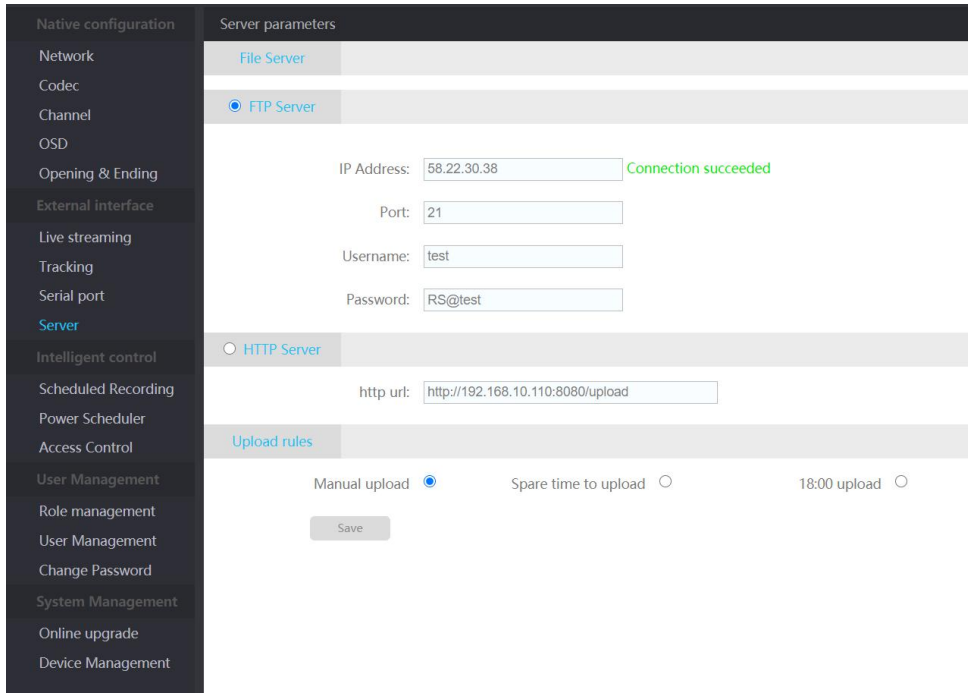 Native configuration
Network
Codec
Channel
OSD
Opening & Ending
External interface
Live streaming
Tracking
Serial port
Server
Intelligent control
Scheduled Recording
Power Scheduler
Access Control
User Management
Role management
User Management
Change Password
System Management
Online upgrade
Device Management
Server parameters
File Server
FTP Server
IP Address: 58.22.30.38 Connection succeeded
Port: 21
Username: test
Password: RS@test
HTTP Server
http url: http://192.168.10.110:8080/upload
Upload rules
Manual upload Spare time to upload 18:00 upload
Save